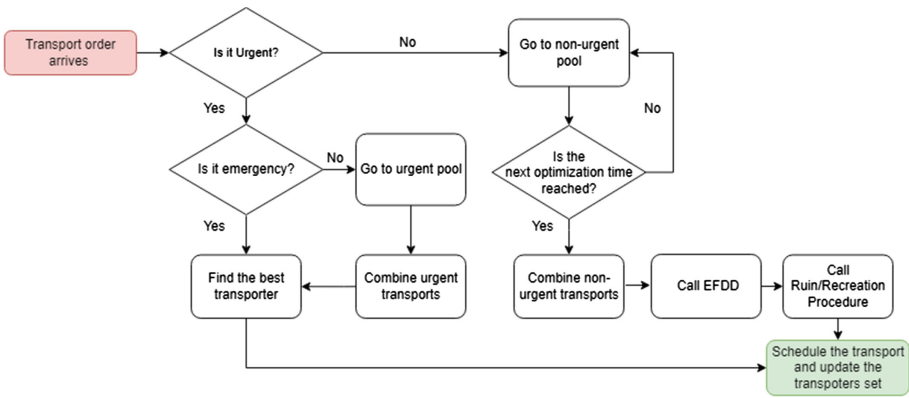 Transport order
arrives
Is it Urgent?
No
Go to non-urgent
pool
Yes
No
Is it emergency?
No
Go to urgent pool
Is the
next optimization time
reached?
Yes
Yes
Find the best
transporter
Combine urgent
transports
Combine non-
urgent transports
Call EFDD
Call
Ruin/Recreation
Procedure
Schedule the transport
and update the
transpoters set